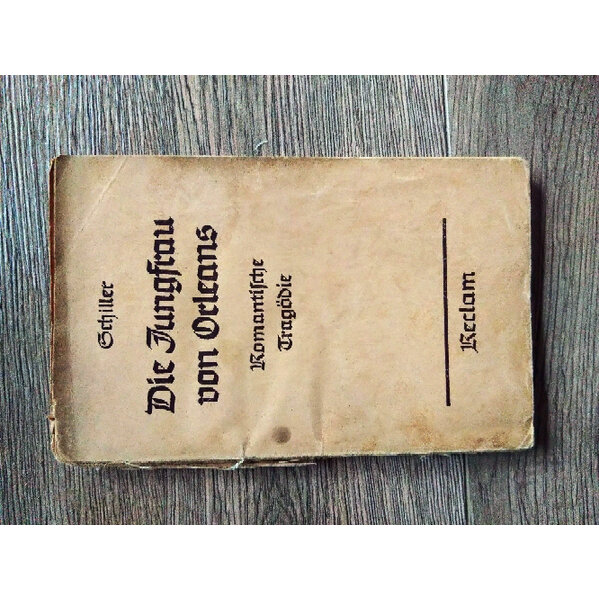 Schiller
Die Jungfrau
von Orleans
Romantiſche
Tragödie
Reclam